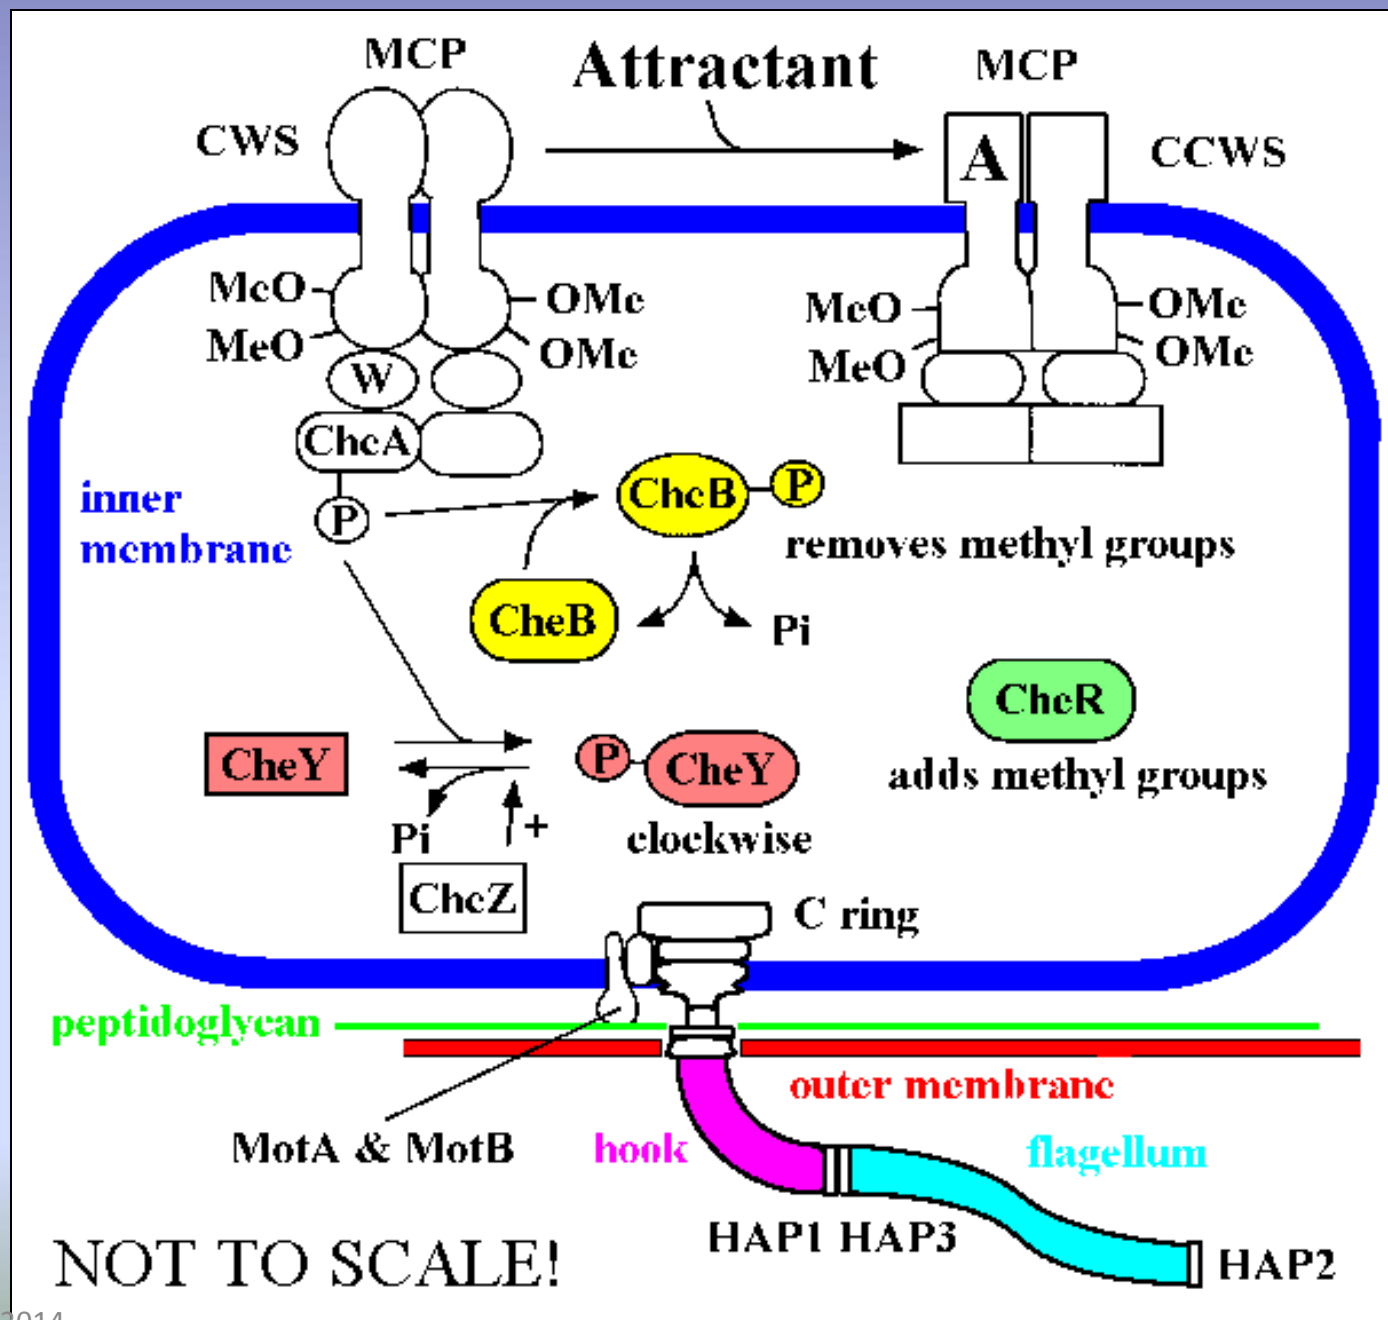 MCP
Attractant
MCP
CWS
A
CCWS
MeO
OMe
MeO
OMe
MeO
OMe
MeO
OMe
W
CheA
P
CheB
P
inner
membrane
removes methyl groups
CheB
Pi
CheR
adds methyl groups
CheY
P
CheY
Pi
+
clockwise
CheZ
C ring
peptidoglycan
outer membrane
MotA & MotB
hook
flagellum
HAP1 HAP3
HAP2
NOT TO SCALE!
2014